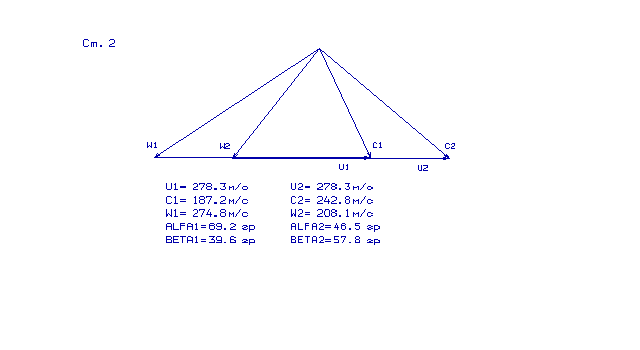 Ст. 2
W1 W2 C1 C2
U1 U2
U1= 278.3м/с U2= 278.3м/с
C1= 187.2м/с C2= 242.8м/с
W1= 274.8м/с W2= 208.1м/с
ALFA1=69.2 гр ALFA2=46.5 гр
BETA1=39.6 гр BETA2=57.8 гр